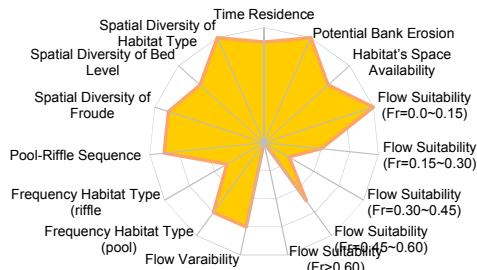 Time Residence
Potential Bank Erosion
Habitat's Space
Availability
Flow Suitability
(Fr=0.0~0.15)
Flow Suitability
(Fr=0.15~0.30)
Flow Suitability
(Fr=0.30~0.45)
Flow Suitability
(Fr=0.45~0.60)
Flow Suitability
(Fr>0.60)
Flow Varaibility
Frequency Habitat Type
(pool)
Frequency Habitat Type
(riffle
Pool-Riffle Sequence
Spatial Diversity of
Froude
Spatial Diversity of Bed
Level
Spatial Diversity of
Habitat Type